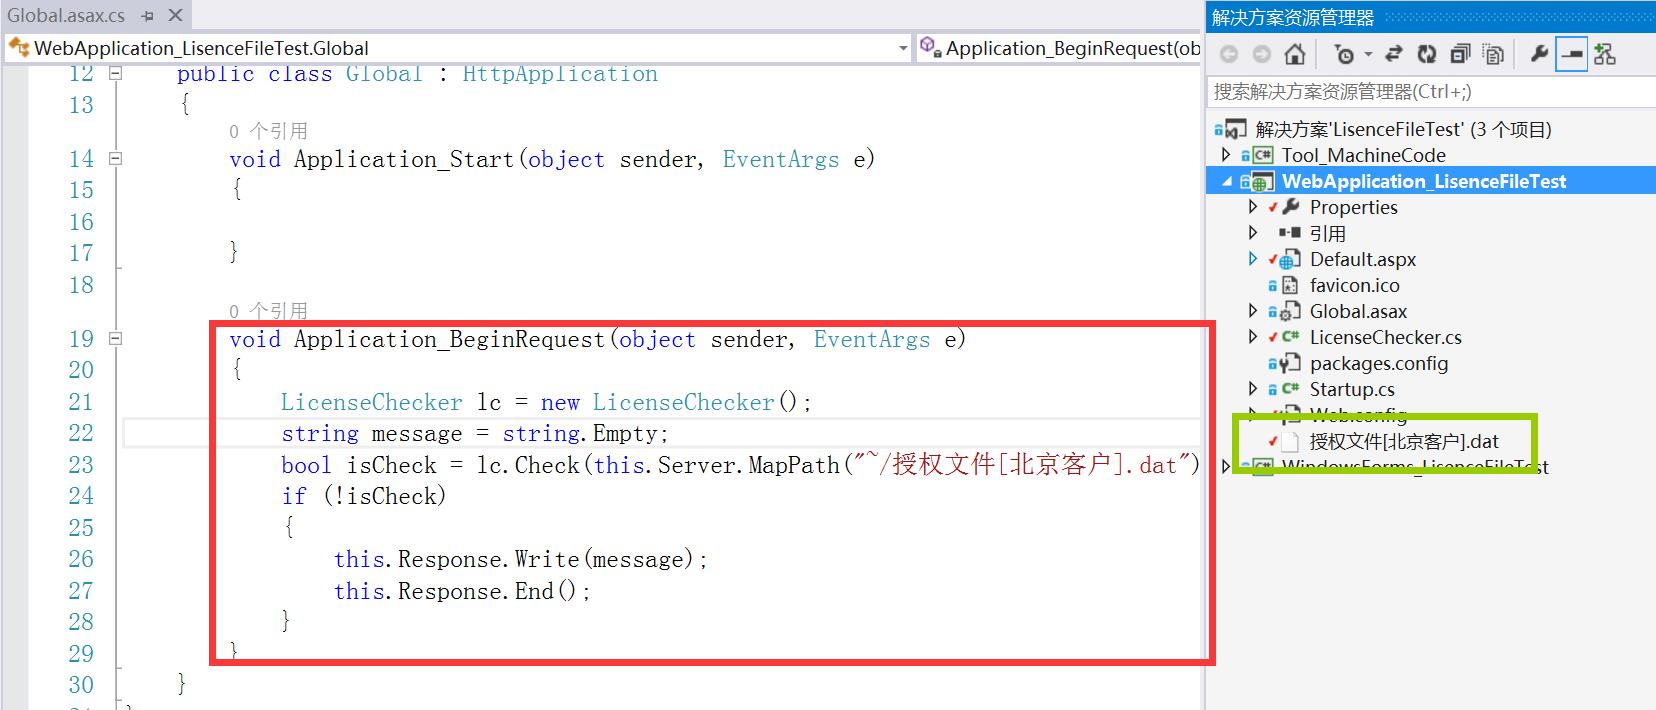 Global.asax.cs
WebApplication_LisenceFileTest.Global
Application_BeginRequest(ob
12 public class Global : HttpApplication
13 {
0 个引用
14 void Application_Start(object sender, EventArgs e)
15 {
16
17 }
18
0 个引用
19 void Application_BeginRequest(object sender, EventArgs e)
20 {
21 LicenseChecker lc = new LicenseChecker();
22 string message = string.Empty;
23 bool isCheck = lc.Check(this.Server.MapPath("~/授权文件[北京客户].dat")
24 if (!isCheck)
25 {
26 this.Response.Write(message);
27 this.Response.End();
28 }
29 }
30 }
解决方案资源管理器
搜索解决方案资源管理器(Ctrl+;)
解决方案'LisenceFileTest' (3 个项目)
C# Tool_MachineCode
WebApplication_LisenceFileTest
Properties
引用
Default.aspx
favicon.ico
Global.asax
C# LicenseChecker.cs
packages.config
C# Startup.cs
Web.config
授权文件[北京客户].dat
C# WindowsForms_LisenceFileTest